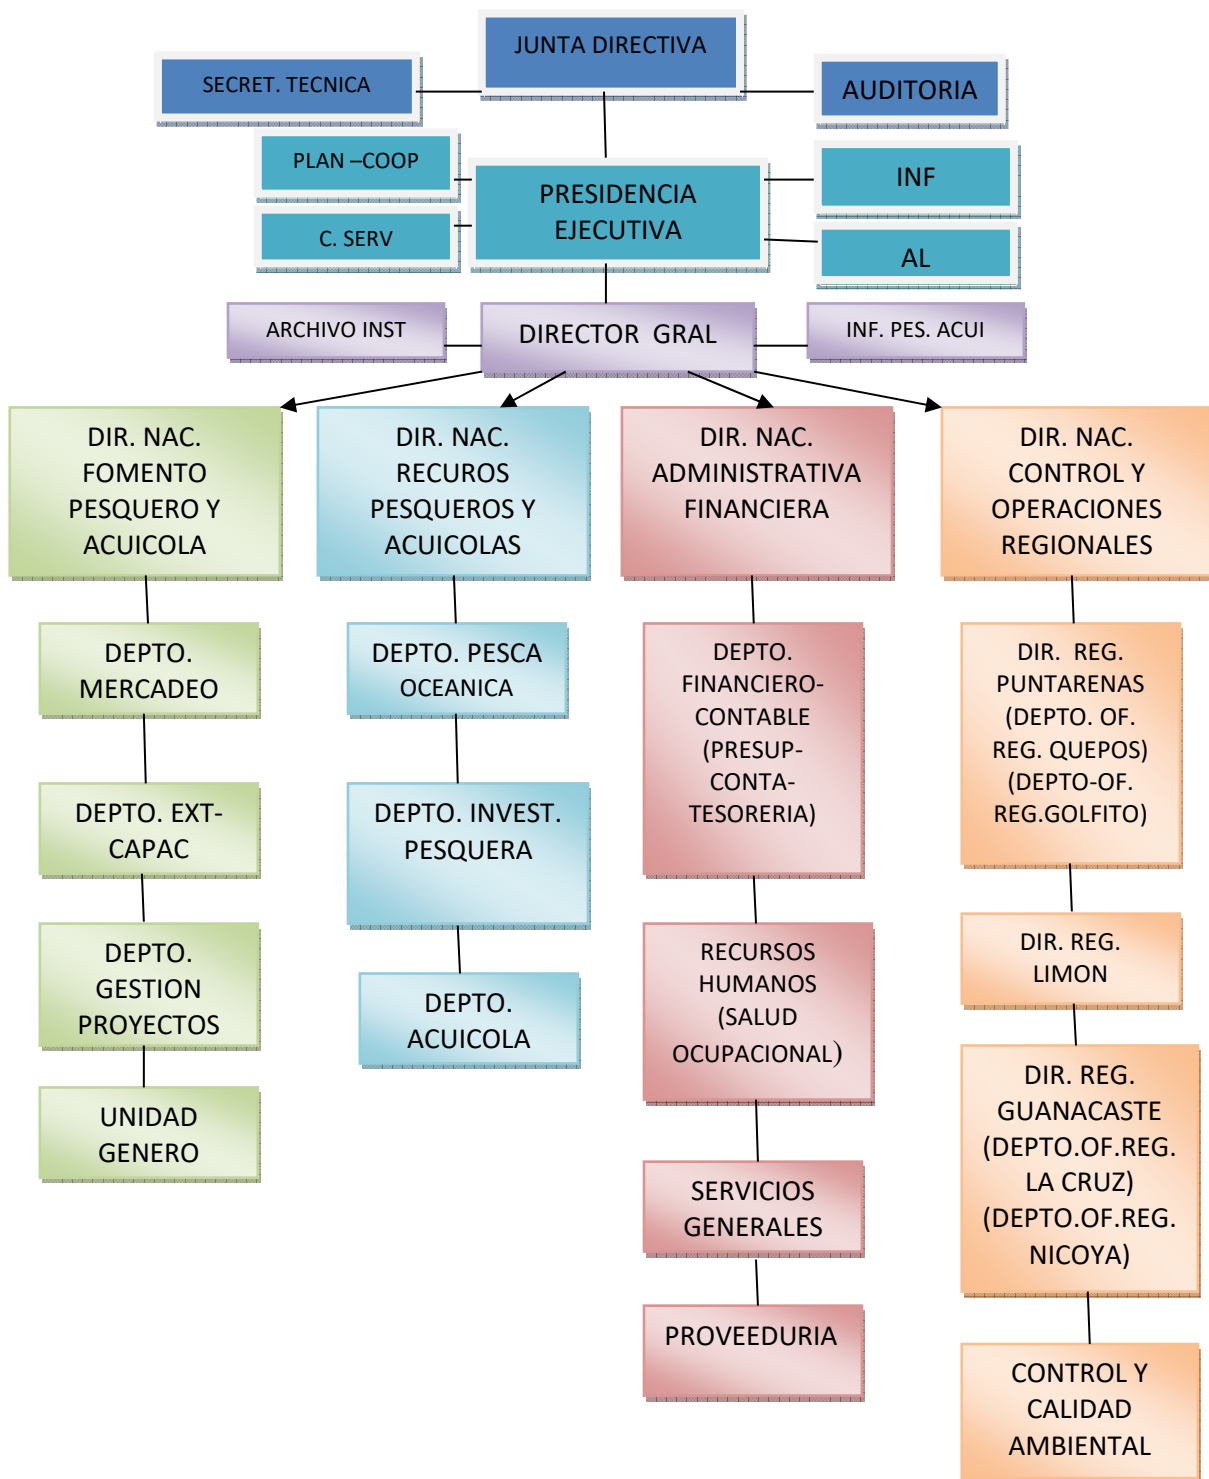 JUNTA DIRECTIVA
SECRET. TECNICA
AUDITORIA
PLAN –COOP
INF
PRESIDENCIA
EJECUTIVA
C. SERV
AL
ARCHIVO INST
DIRECTOR GRAL
INF. PES. ACUI
DIR. NAC.
FOMENTO
PESQUERO Y
ACUICOLA
DIR. NAC.
RECUROS
PESQUEROS Y
ACUICOLAS
DIR. NAC.
ADMINISTRATIVA
FINANCIERA
DIR. NAC.
CONTROL Y
OPERACIONES
REGIONALES
DEPTO.
MERCADEO
DEPTO. EXT-
CAPAC
DEPTO.
GESTION
PROYECTOS
UNIDAD
GENERO
DEPTO. PESCA
OCEANICA
DEPTO. INVEST.
PESQUERA
DEPTO.
ACUICOLA
DEPTO.
FINANCIERO-
CONTABLE
(PRESUP-
CONTA-
TESORERIA)
RECURSOS
HUMANOS
(SALUD
OCUPACIONAL)
SERVICIOS
GENERALES
PROVEEDURIA
DIR. REG.
PUNTARENAS
(DEPTO. OF.
REG. QUEPOS)
(DEPTO-OF.
REG.GOLFITO)
DIR. REG.
LIMON
DIR. REG.
GUANACASTE
(DEPTO.OF.REG.
LA CRUZ)
(DEPTO.OF.REG.
NICOYA)
CONTROL Y
CALIDAD
AMBIENTAL